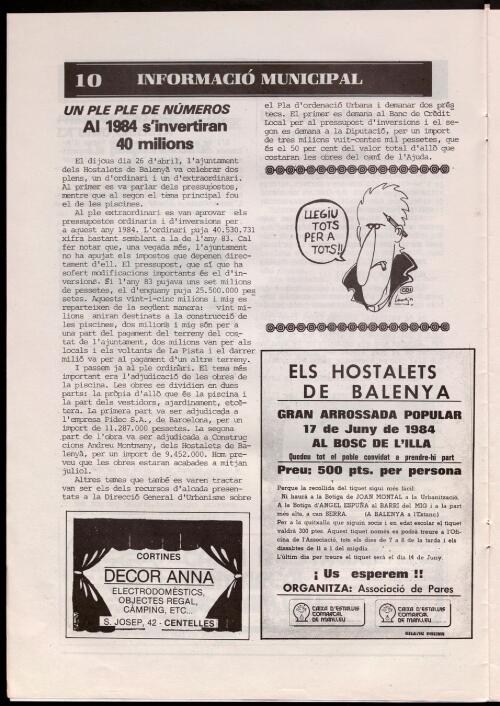 10 INFORMACIÓ MUNICIPAL
UN PLE PLE DE NÚMEROS
Al 1984 s'invertiran
40 milions
El dijous dia 26 d'abril, l'ajuntament
dels Hostalets de Balenyà va celebrar dos
plens, un d'ordinari i un d'extraordinari.
Al primer es va parlar dels pressupostos,
mentre que al segon el tema principal fou
el de les piscines.
Al ple extraordinari es van aprovar els
pressupostos ordinaris i d'inversions per
a aquest any 1984. L'ordinari puja 40.530,731
xifra bastant semblant a la de l'any 83. Cal
fer notar que, una vegada més, l'ajuntament
no ha apujat els impostos que depenen direc-
tament d'ell. El pressupost, que sí que ha
sofert modificacions importants és el d'in-
versions. Si l'any 83 pujava uns set milions
de pessetes, el d'enguany puja 25.500.000 pes
setes. Aquests vint-i-cinc milions i mig es
reparteixen de la següent manera: vint mi-
lions aniran destinats a la construcció de
les piscines, dos milions i mig són per a
una part del pagament del terreny del cos-
tat de l'ajuntament, dos milions van per als
locals i els voltants de La Pista i el darrer
milió va per al pagament d'un altre terreny.
I passem ja al ple ordinàri. El tema més
important era l'adjudicació de les obres de
la piscina. Les obres es dividien en dues
parts: la pròpia d'allò que és la piscina i
la part dels vestidors, ajardinament, etcè-
tera. La primera part va ser adjudicada a
l'empresa Pidec S.A., de Barcelona, per un
import de 11.287.000 pessetes. La segona
part de l'obra va ser adjudicada a Construc
cions Andreu Montmany, dels Hostalets de Ba-
lenyà, per un import de 9.452.000. Hom pre-
veu que les obres estaran acabades a mitjan
juliol.
Altres temes que també es varen tractar
van ser els dels recursos d'alçada presen-
tats a la Direcció General d'Urbanisme sobre
el Pla d'ordenació Urbana i demanar dos prés
tecs. El primer es demana al Banc de Crèdit
Local per al pressupost d'inversions i el se-
gon es demana a la Diputació, per un import
de tres milions vuit-centes mil pessetes, que
és el 50 per cent del valor total d'allò que
costaran les obres del camí de l'Ajuda.
LLEGIU
TOTS
PER A
TOTS!!
ELS HOSTALETS
DE BALENYA
GRAN ARROSSADA POPULAR
17 de Juny de 1984
AL BOSC DE L'ILLA
Quedeu tot el poble convidat a prendre-hi part
Preu: 500 pts. per persona
Perque la recollida del tiquet sigui més fàcil:
Ni haurà a la Botiga de JOAN MONTAL a la Urbanització.
A la Botiga d'ANGEL ESPUÑA al BARRI del MIG i a la part
més alta, a can SERRA. (A BALENYA a l'Estanc)
Per a la quitxalla que siguin socis i en edat escolar el tiquet
valdrà 300 ptes. Aquest tiquet només es podrà treure a l'Ofi-
cina de l'Associació, tots els dies de 7 a 8 de la tarda i els
dissabtes de 11 a 1 del migdia
L'últim dia per treure el tiquet serà el dia 14 de Juny.
¡ Us esperem !!
ORGANITZA: Associació de Pares
CAIXA D'ESTALVIS
COMARCAL
DE MANLLEU
CAIXA D'ESTALVIS
COMARCAL
DE MANLLEU
CORTINES
DECOR ANNA
ELECTRODOMÈSTICS,
OBJECTES REGAL,
CÀMPING, ETC...
S. JOSEP, 42 - CENTELLES